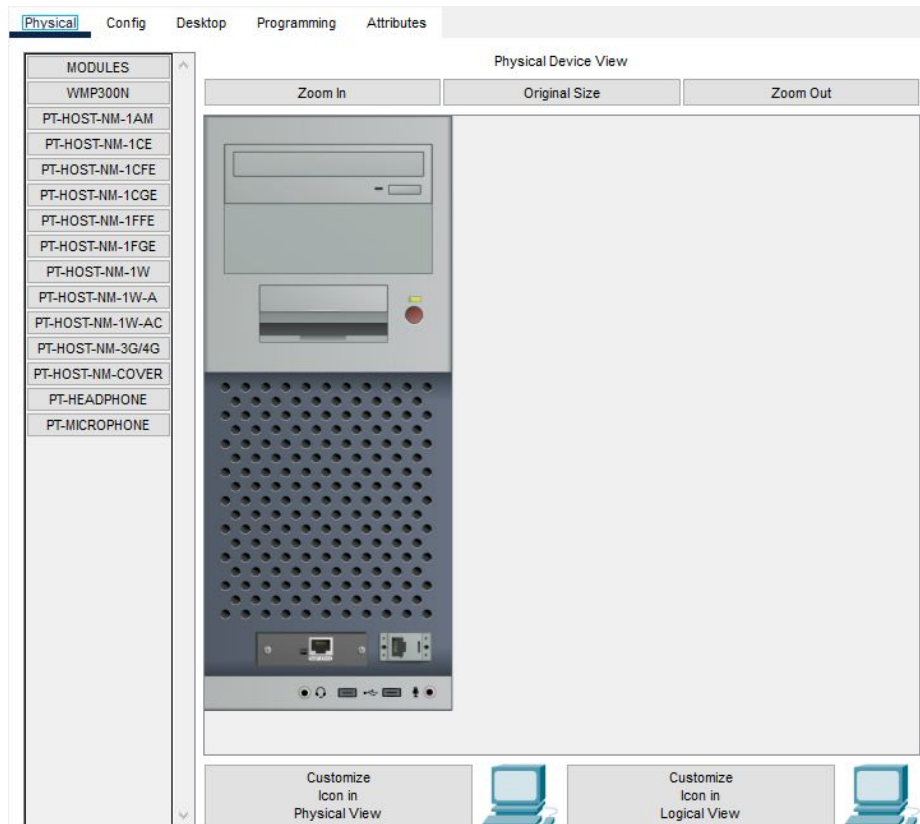 Physical Config Desktop Programming Attributes
MODULES
WMP300N
PT-HOST-NM-1AM
PT-HOST-NM-1CE
PT-HOST-NM-1CFE
PT-HOST-NM-1CGE
PT-HOST-NM-1FFE
PT-HOST-NM-1FGE
PT-HOST-NM-1W
PT-HOST-NM-1W-A
PT-HOST-NM-1W-AC
PT-HOST-NM-3G/4G
PT-HOST-NM-COVER
PT-HEADPHONE
PT-MICROPHONE
Physical Device View
Zoom In Original Size Zoom Out
Customize
Icon in
Physical View
Customize
Icon in
Logical View